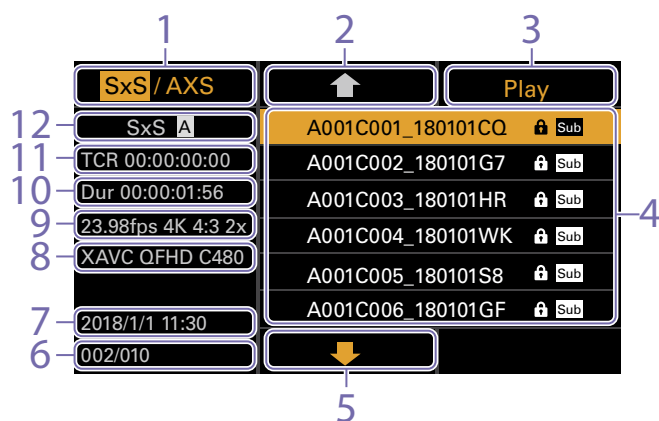 1 2 3
SxS / AXS
Play
12 SxS A
11 TCR 00:00:00:00
10 Dur 00:00:01:56
9 23.98fps 4K 4:3 2x
8 XAVC QFHD C480
7 2018/1/1 11:30
6 002/010
A001C001_180101CQ Sub
A001C002_180101G7 Sub
A001C003_180101HR Sub
A001C004_180101WK Sub
A001C005_180101S8 Sub
A001C006_180101GF Sub
4
5